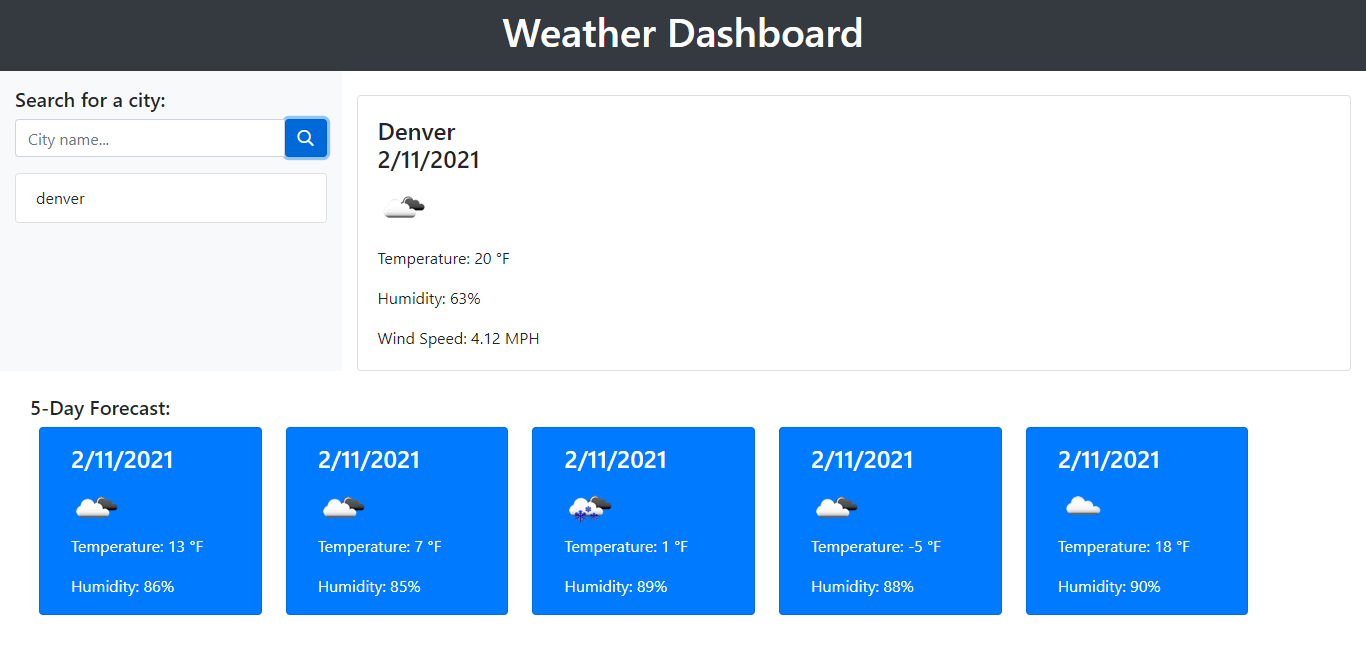 Weather Dashboard
Search for a city:
City name...
denver
Denver
2/11/2021
Temperature: 20 °F
Humidity: 63%
Wind Speed: 4.12 MPH
5-Day Forecast:
2/11/2021
Temperature: 13 °F
Humidity: 86%
2/11/2021
Temperature: 7 °F
Humidity: 85%
2/11/2021
Temperature: 1 °F
Humidity: 89%
2/11/2021
Temperature: -5 °F
Humidity: 88%
2/11/2021
Temperature: 18 °F
Humidity: 90%